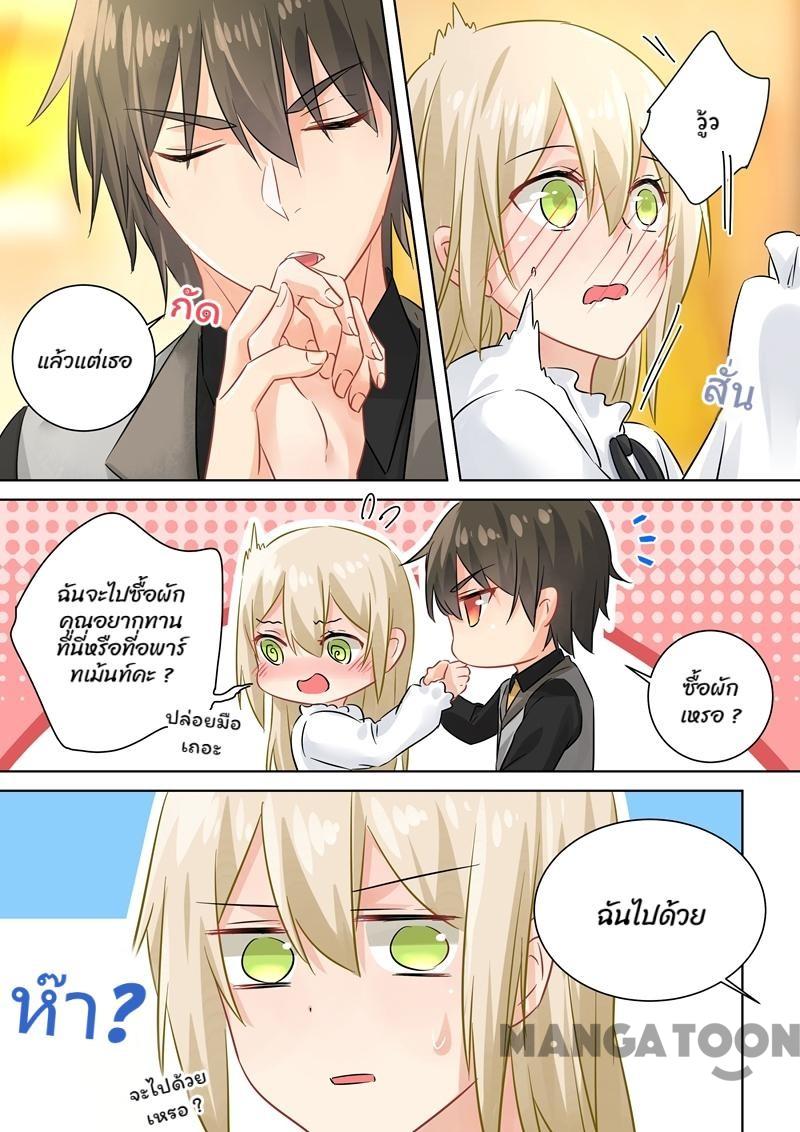 กัด
แล้วแต่เธอ
วู้ว
สั่น
ฉันจะไปซื้อผัก
คุณอยากทาน
ที่นี่หรือที่อพาร์
ทเม้นท์คะ ?
ปล่อยมือ
เถอะ
ซื้อผัก
เหรอ ?
ฉันไปด้วย
ห๊า?
จะไปด้วย
เหรอ ?
MANGATOON